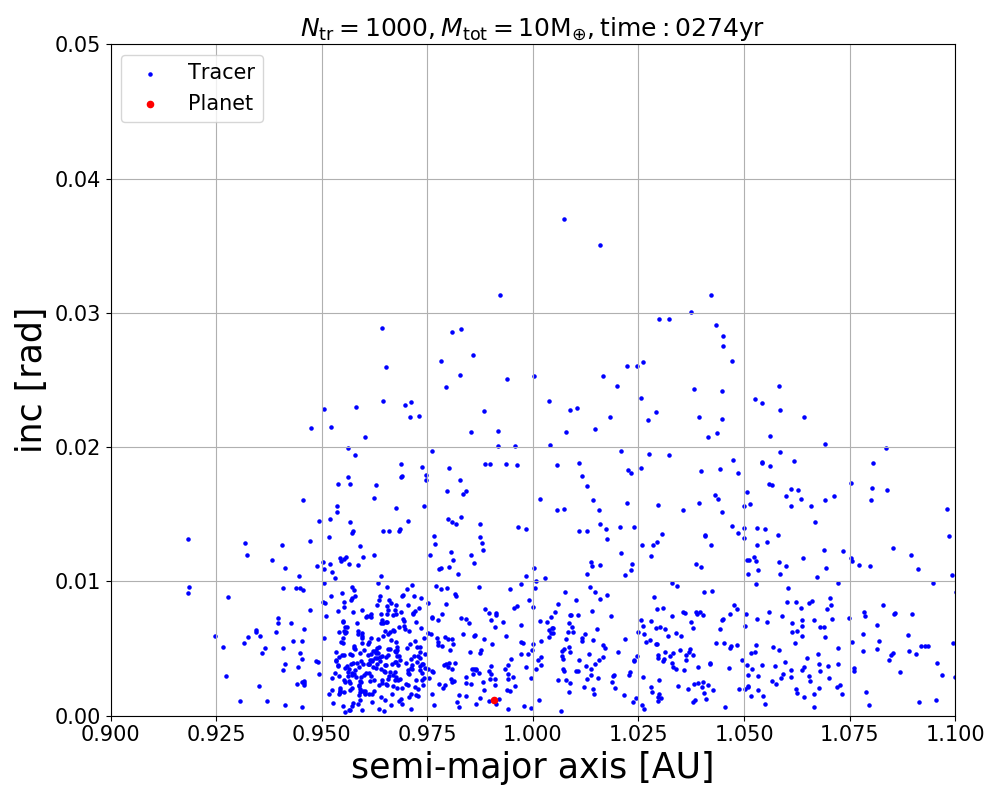 N_tr = 1000, M_tot = 10M_⊕, time : 0274yr
Tracer
Planet
0.05
0.04
0.03
0.02
0.01
0.00
inc [rad]
0.900 0.925 0.950 0.975 1.000 1.025 1.050 1.075 1.100
semi-major axis [AU]